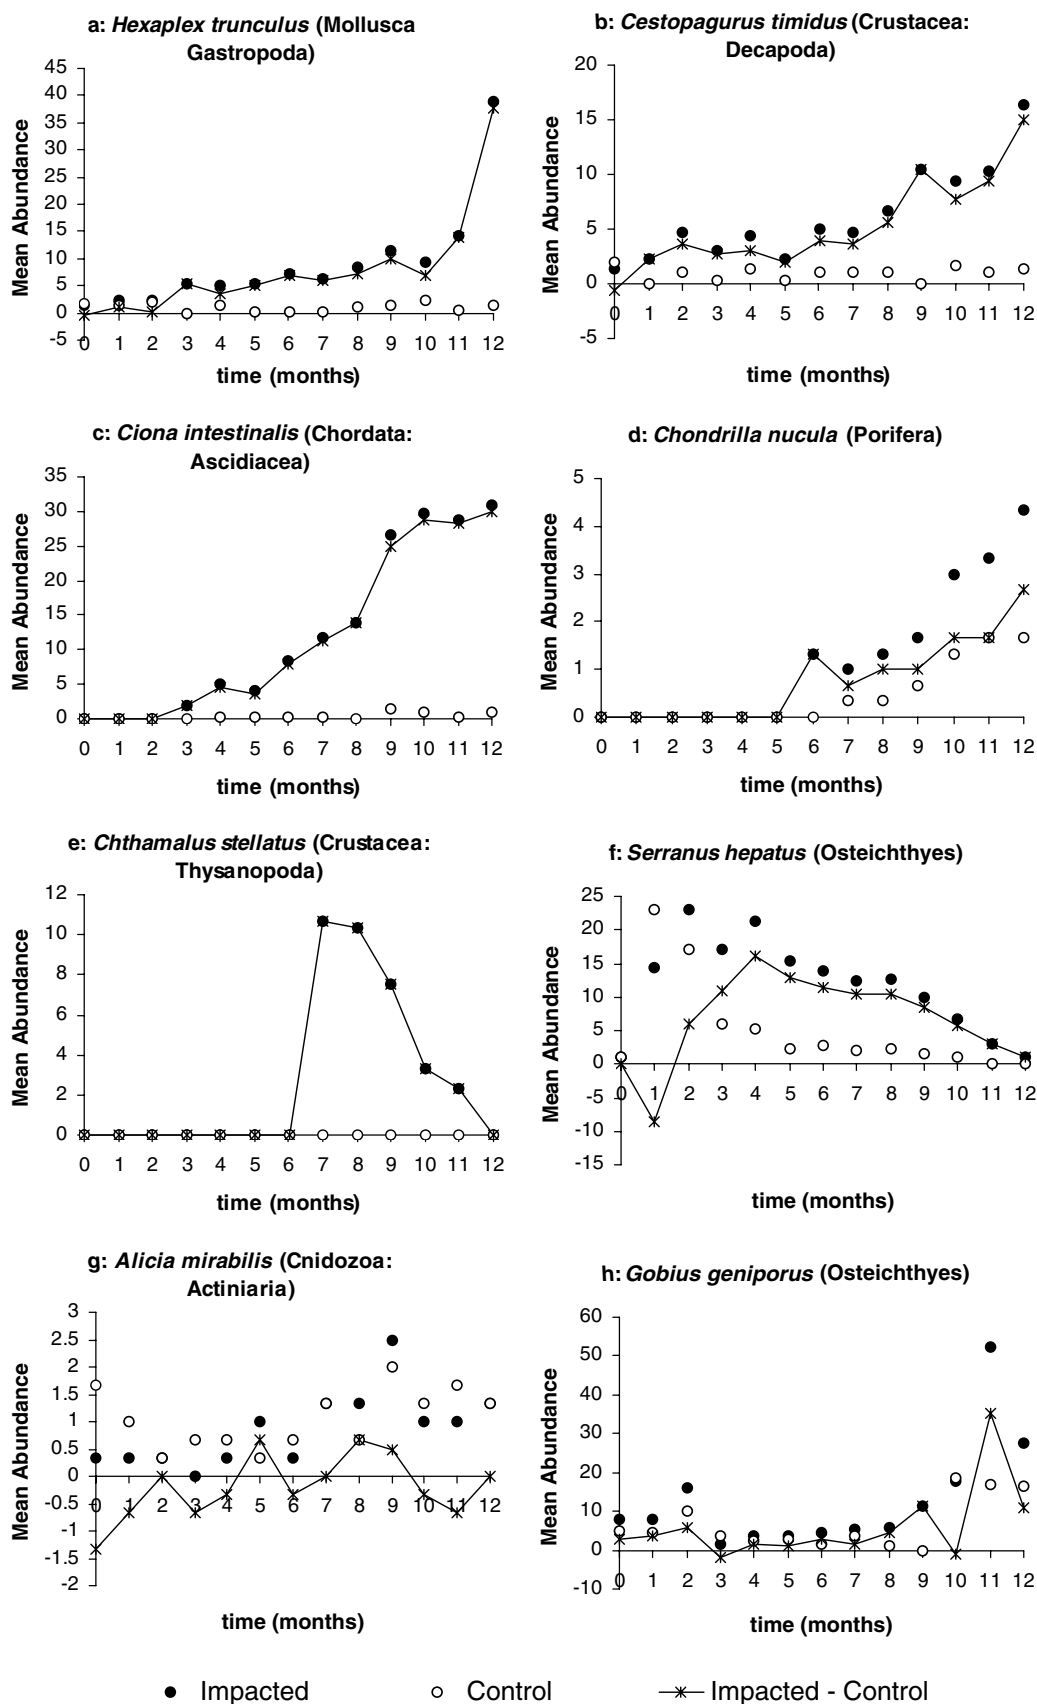 a: Hexaplex trunculus (Mollusca
Gastropoda)
45
40
35
30
25
20
15
10
5
0
-5
Mean Abundance
0 1 2 3 4 5 6 7 8 9 10 11 12
time (months)
b: Cestopagurus timidus (Crustacea:
Decapoda)
20
15
10
5
0
-5
Mean Abundance
0 1 2 3 4 5 6 7 8 9 10 11 12
time (months)
c: Ciona intestinalis (Chordata:
Ascidiacea)
35
30
25
20
15
10
5
0
Mean Abundance
0 1 2 3 4 5 6 7 8 9 10 11 12
time (months)
d: Chondrilla nucula (Porifera)
5
4
3
2
1
0
Mean Abundance
0 1 2 3 4 5 6 7 8 9 10 11 12
time (months)
e: Chthamalus stellatus (Crustacea:
Thysanopoda)
12
10
8
6
4
2
0
Mean Abundance
0 1 2 3 4 5 6 7 8 9 10 11 12
time (months)
f: Serranus hepatus (Osteichthyes)
25
20
15
10
5
0
-5
-10
-15
Mean Abundance
0 1 2 3 4 5 6 7 8 9 10 11 12
time (months)
g: Alicia mirabilis (Cnidozoa:
Actiniaria)
3
2.5
2
1.5
1
0.5
0
-0.5
-1
-1.5
-2
Mean Abundance
0 1 2 3 4 5 6 7 8 9 10 11 12
time (months)
h: Gobius geniporus (Osteichthyes)
60
50
40
30
20
10
0
-10
Mean Abundance
0 1 2 3 4 5 6 7 8 9 10 11 12
time (months)
Impacted Control Impacted - Control